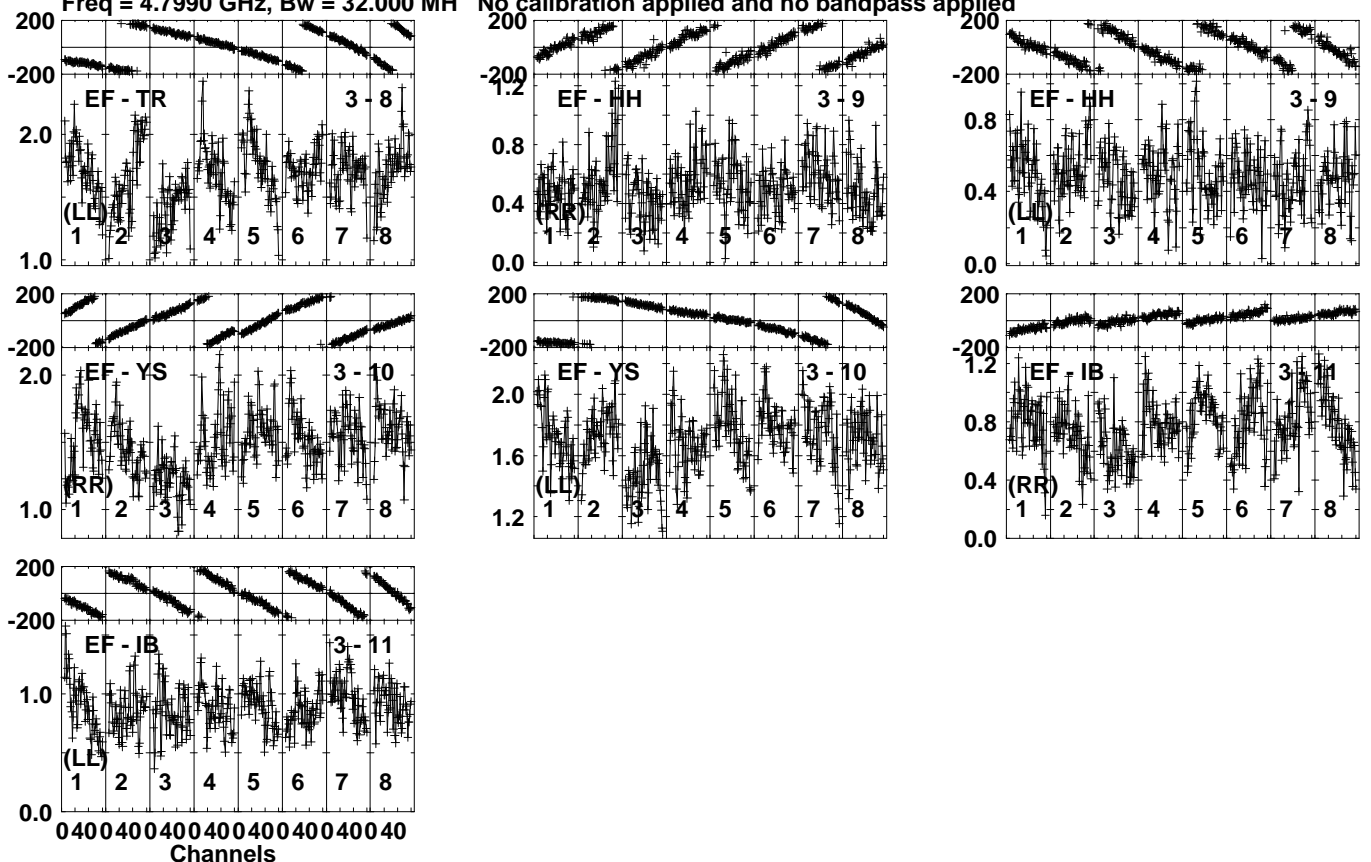 Freq = 4.7990 GHz, Bw = 32.000 MH No calibration applied and no bandpass applied
200
-200
EF - TR 3 - 8
2.0
(LL)
1 2 3 4 5 6 7 8
1.0
200
-200
1.2
EF - HH 3 - 9
0.8
0.4
(RR)
1 2 3 4 5 6 7 8
0.0
200
-200
EF - HH 3 - 9
0.8
0.4
(LL)
1 2 3 4 5 6 7 8
0.0
200
-200
2.0
EF - YS 3 - 10
(RR)
1.0
1 2 3 4 5 6 7 8
200
-200
EF - YS 3 - 10
2.0
1.6
(LL)
1.2
1 2 3 4 5 6 7 8
200
-200
1.2
EF - IB 3 - 11
0.8
0.4
(RR)
1 2 3 4 5 6 7 8
0.0
200
-200
EF - IB 3 - 11
1.0
(LL)
1 2 3 4 5 6 7 8
0.0
0 40 0 40 0 40 0 40 0 40 0 40 0 40 0 40
Channels